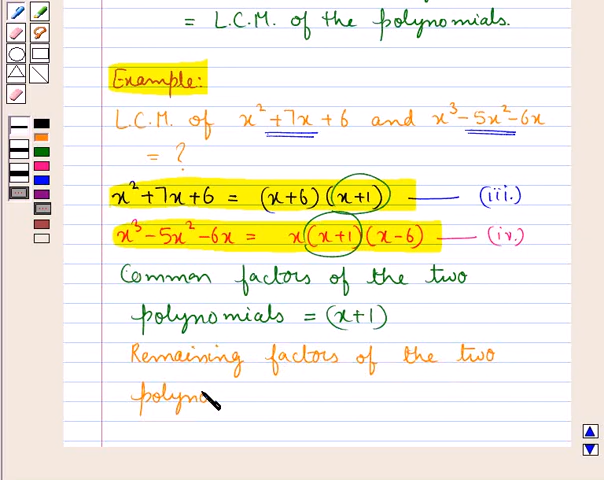 = L.C.M. of the polynomials.
Example:
L.C.M. of x² + 7x + 6 and x³ - 5x² - 6x
= ?
x² + 7x + 6 = (x+6) (x+1) (iii.)
x³ - 5x² - 6x = x (x+1) (x-6) (iv.)
Common factors of the two
polynomials = (x+1)
Remaining factors of the two
polyno